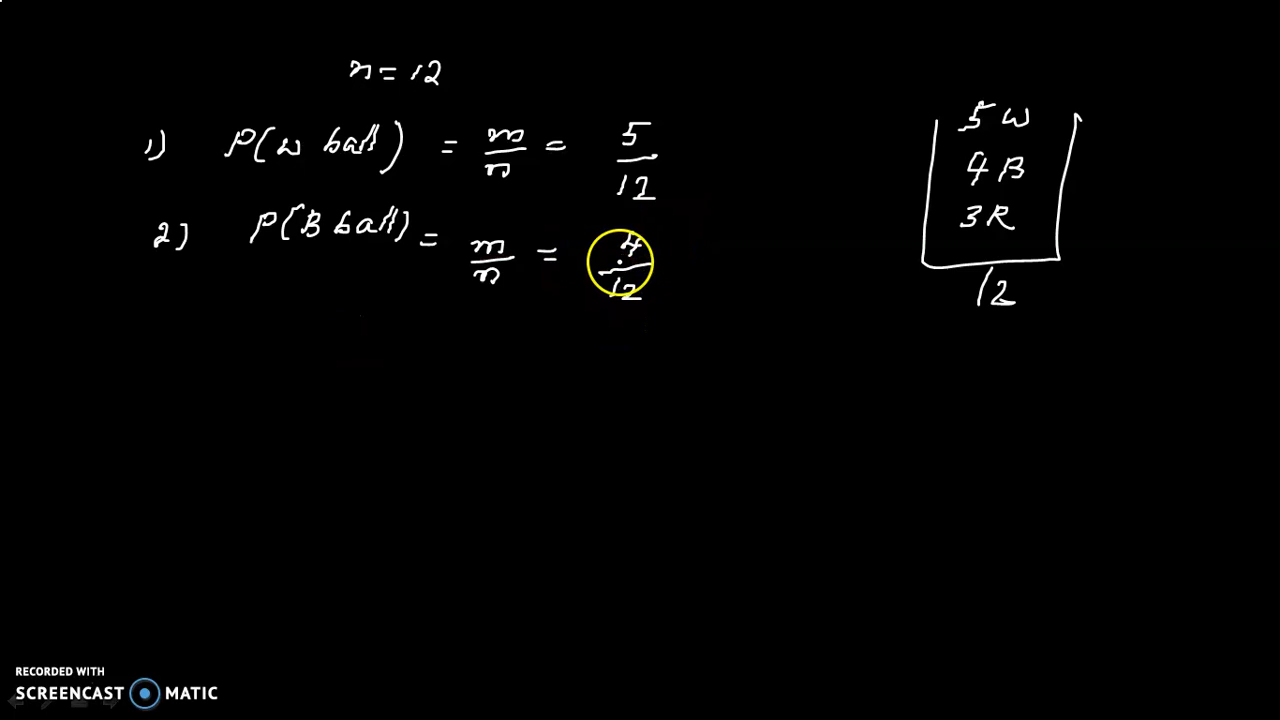 n = 12
1) P(W ball) = m/n = 5/12
2) P(B ball) = m/n = 4/12
5 W
4 B
3 R
12
RECORDED WITH
SCREENCAST MATIC